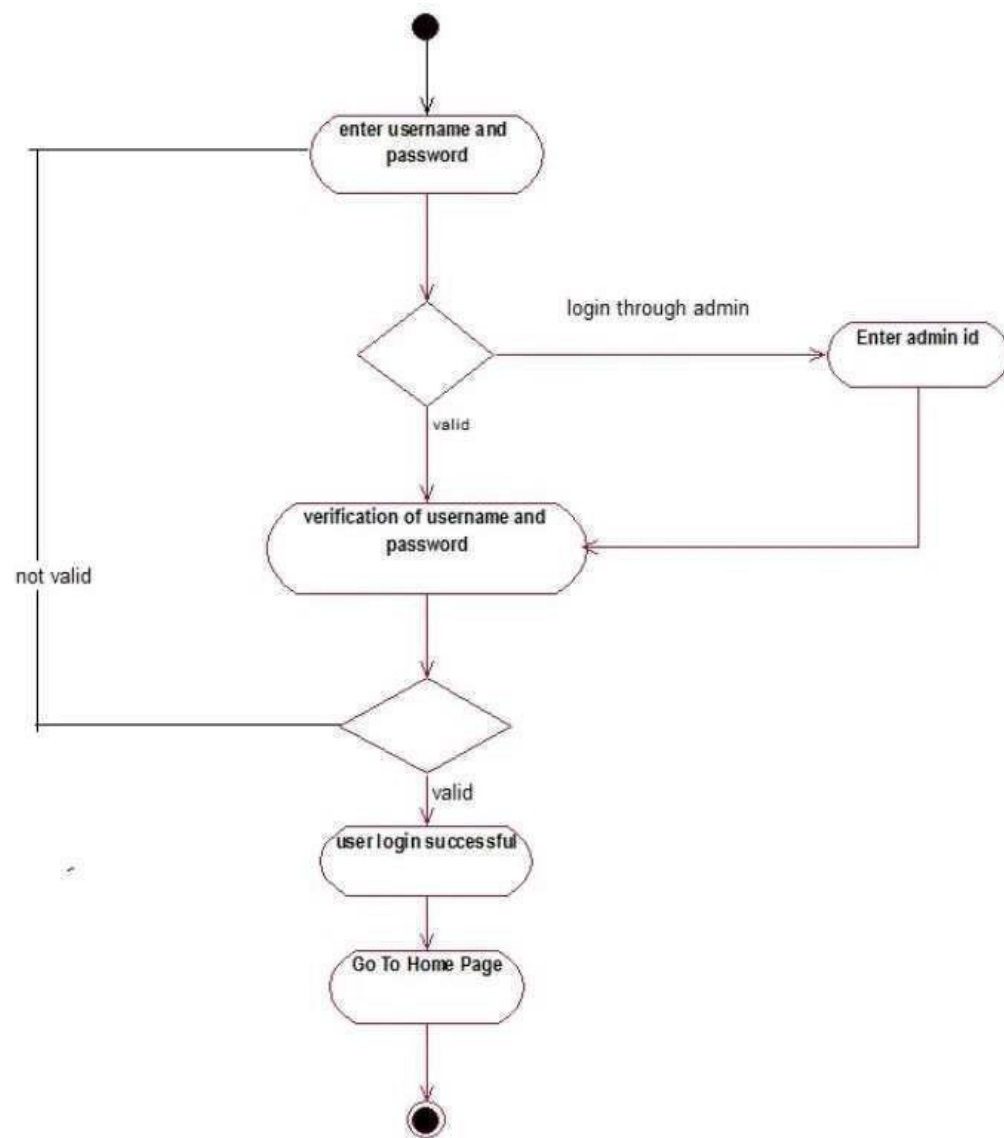 enter username and
password
login through admin
Enter admin id
valid
verification of username and
password
not valid
valid
user login successful
Go To Home Page